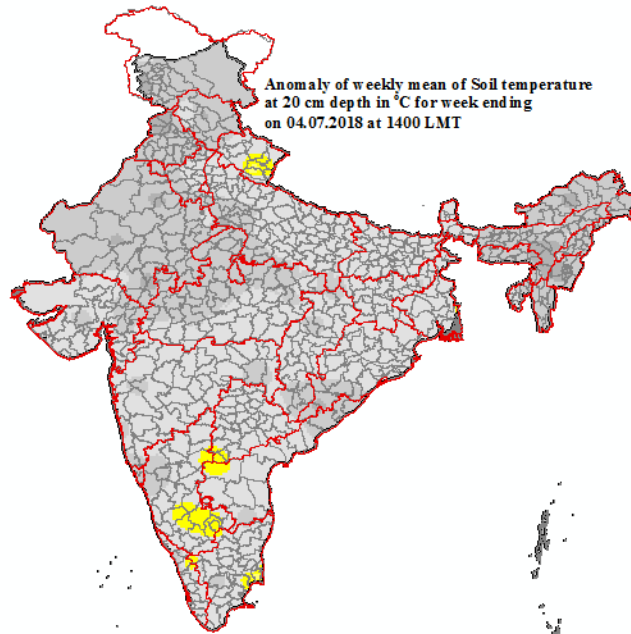 Anomaly of weekly mean of Soil temperature
at 20 cm depth in °C for week ending
on 04.07.2018 at 1400 LMT